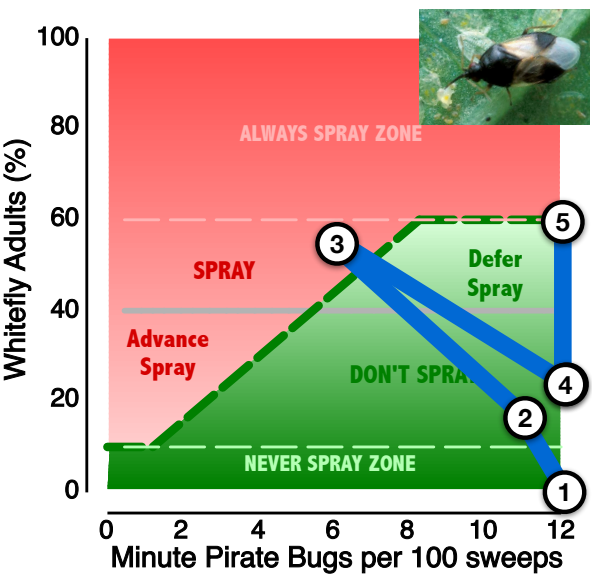 100
ALWAYS SPRAY ZONE
80
Whitefly Adults (%)
60
5
3
Defer
Spray
SPRAY
40
Advance
Spray
DON'T SPRA
4
20
2
NEVER SPRAY ZONE
0
1
0 2 4 6 8 10 12
Minute Pirate Bugs per 100 sweeps